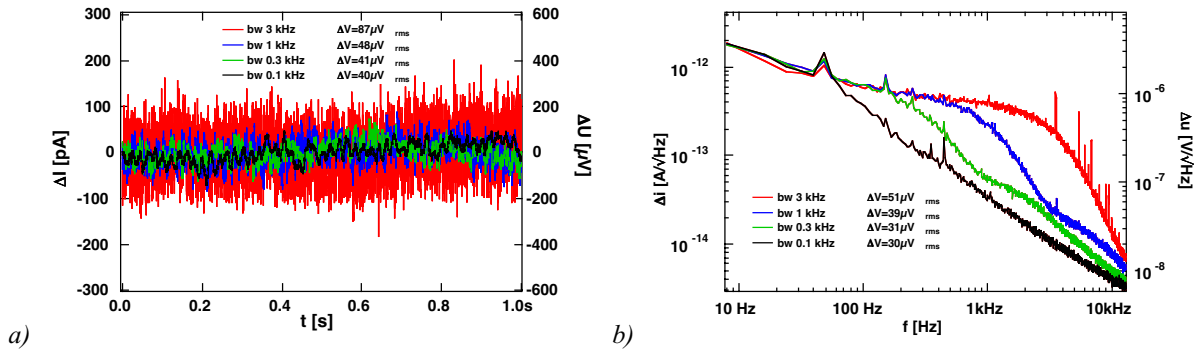 300
200
100
0
-100
-200
-300
ΔI [pA]
bw 3 kHz ΔV=87µV rms
bw 1 kHz ΔV=48µV rms
bw 0.3 kHz ΔV=41µV rms
bw 0.1 kHz ΔV=40µV rms
600
400
200
0
-200
-400
-600
ΔU [µV]
0.0 0.2 0.4 0.6 0.8 1.0s
t [s]
a)
10⁻¹²
10⁻¹³
10⁻¹⁴
ΔI [A/√Hz]
bw 3 kHz ΔV=51µV rms
bw 1 kHz ΔV=39µV rms
bw 0.3 kHz ΔV=31µV rms
bw 0.1 kHz ΔV=30µV rms
10⁻⁶
10⁻⁷
10⁻⁸
Δu [V/√Hz]
10 Hz 100 Hz 1kHz 10kHz
f [Hz]
b)